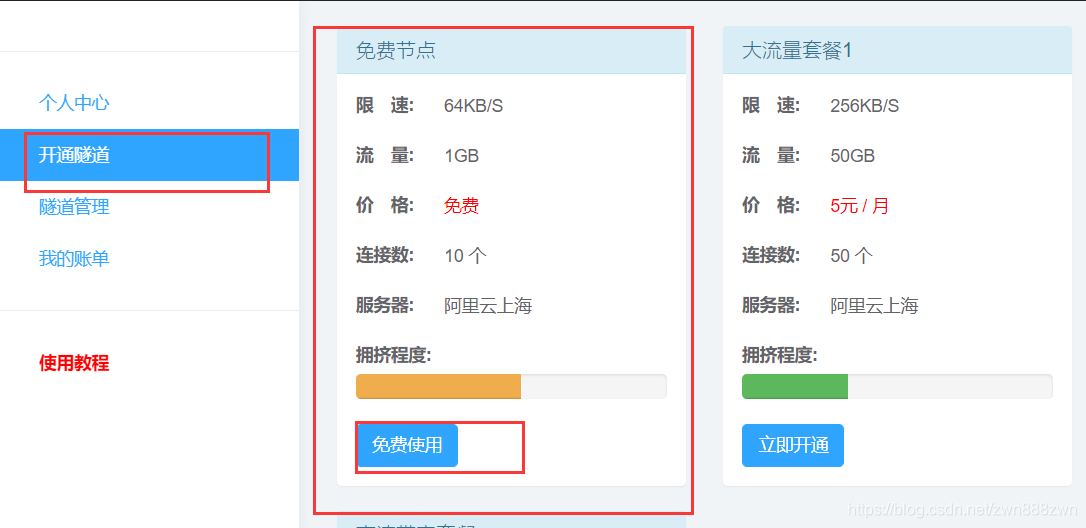 个人中心
开通隧道
隧道管理
我的账单
使用教程
免费节点
限 速: 64KB/S
流 量: 1GB
价 格: 免费
连接数: 10 个
服务器: 阿里云上海
拥挤程度:
免费使用
大流量套餐1
限 速: 256KB/S
流 量: 50GB
价 格: 5元 / 月
连接数: 50 个
服务器: 阿里云上海
拥挤程度:
立即开通
https://blog.csdn.net/zwn888zwn